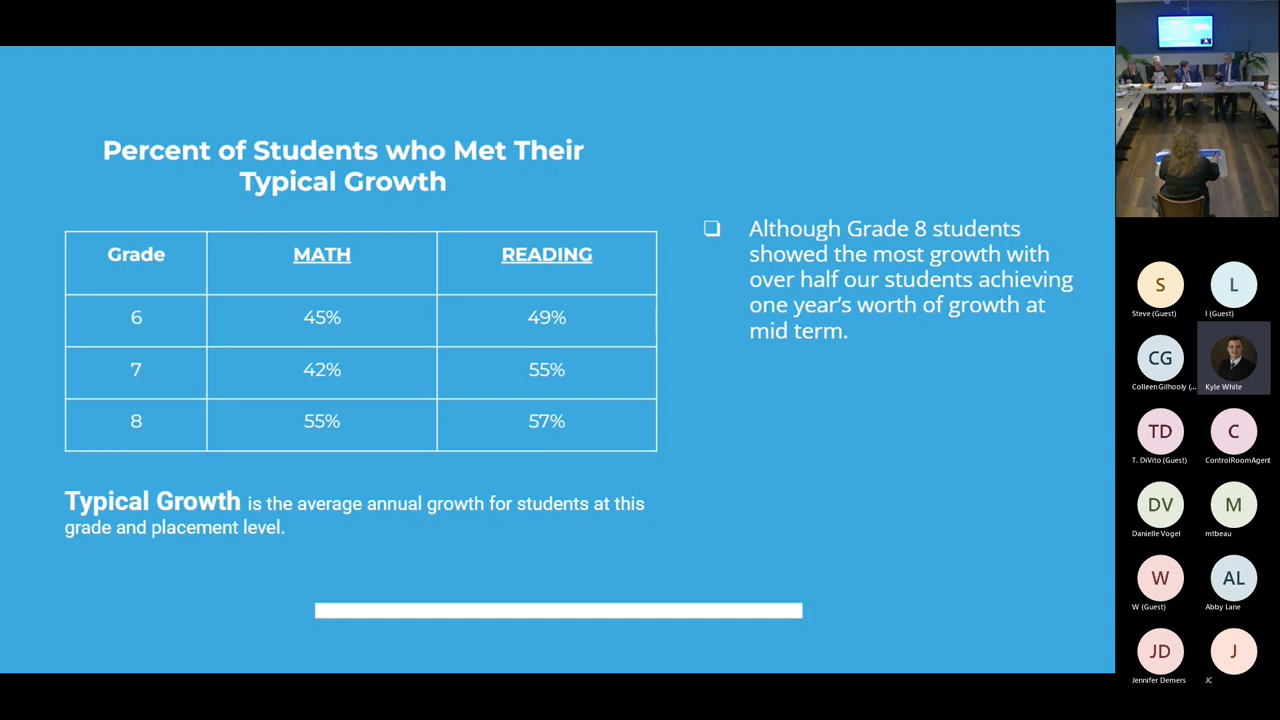 Percent of Students who Met Their
Typical Growth
Grade MATH READING
6 45% 49%
7 42% 55%
8 55% 57%
Typical Growth is the average annual growth for students at this
grade and placement level.
❏ Although Grade 8 students
showed the most growth with
over half our students achieving
one year's worth of growth at
mid term.
S L
Steve (Guest) I (Guest)
CG
Colleen Gilhooly (... Kyle White
TD C
T. DiVito (Guest) ControlRoomAgent
DV M
Danielle Vogel mtbeau
W AL
W (Guest) Abby Lane
JD J
Jennifer Demers JC